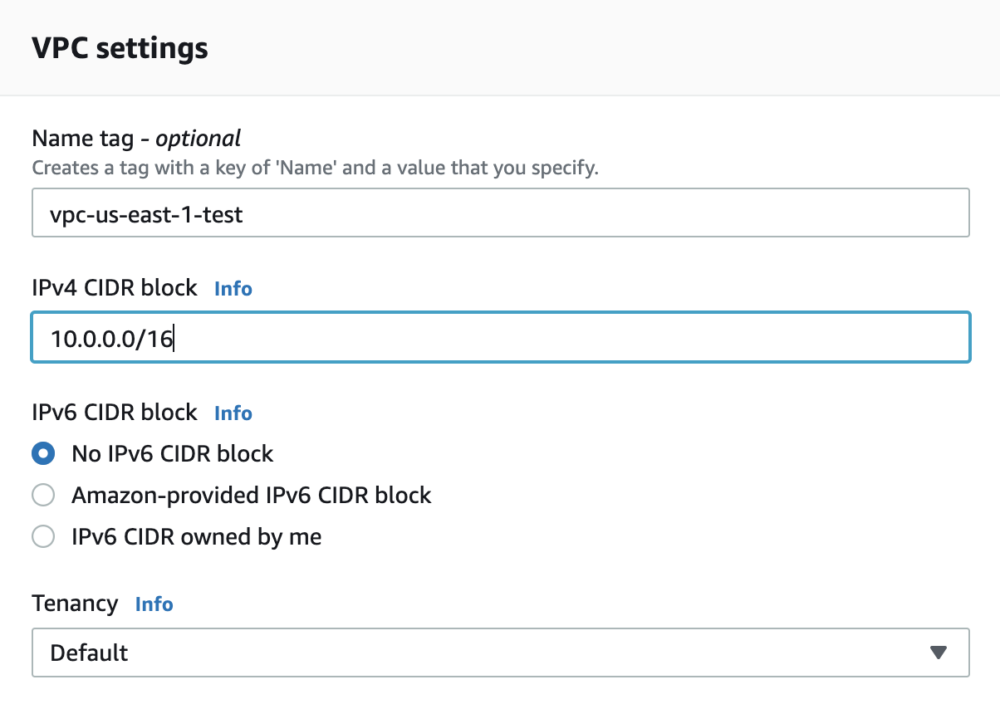 VPC settings
Name tag - optional
Creates a tag with a key of 'Name' and a value that you specify.
vpc-us-east-1-test
IPv4 CIDR block Info
10.0.0.0/16
IPv6 CIDR block Info
No IPv6 CIDR block
Amazon-provided IPv6 CIDR block
IPv6 CIDR owned by me
Tenancy Info
Default